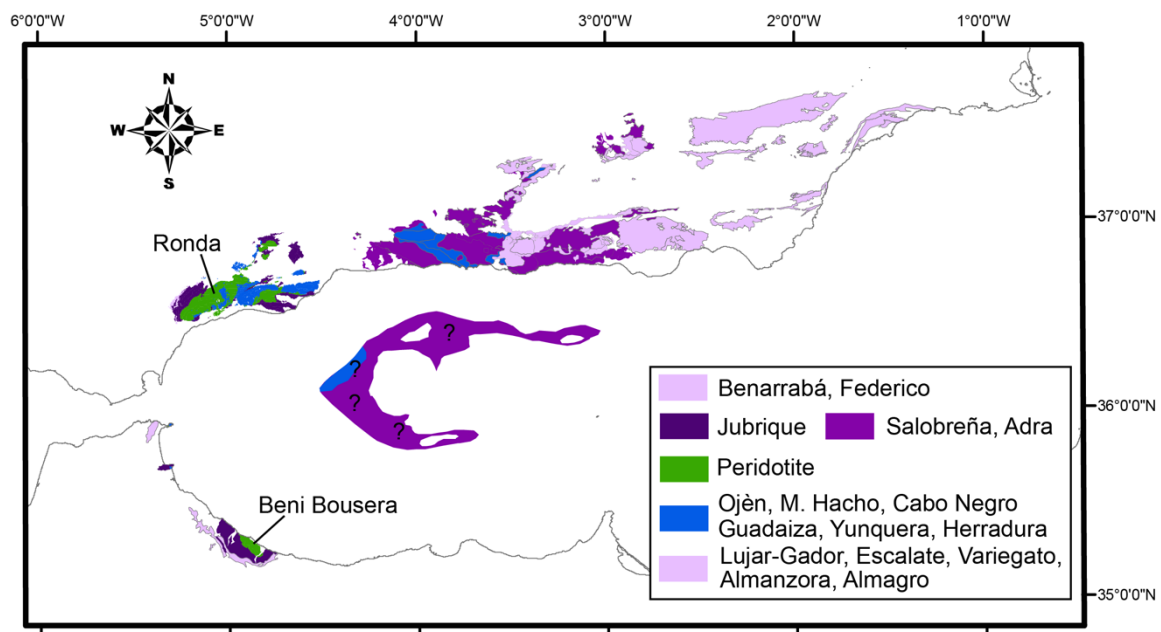 6°0'0"W 5°0'0"W 4°0'0"W 3°0'0"W 2°0'0"W 1°0'0"W
N
W E
S
37°0'0"N
Ronda
?
?
?
36°0'0"N
?
Benarrabá, Federico
Jubrique Salobreña, Adra
Peridotite
Ojèn, M. Hacho, Cabo Negro
Guadaiza, Yunquera, Herradura
Lujar-Gador, Escalate, Variegato,
Almanzora, Almagro
Beni Bousera
35°0'0"N